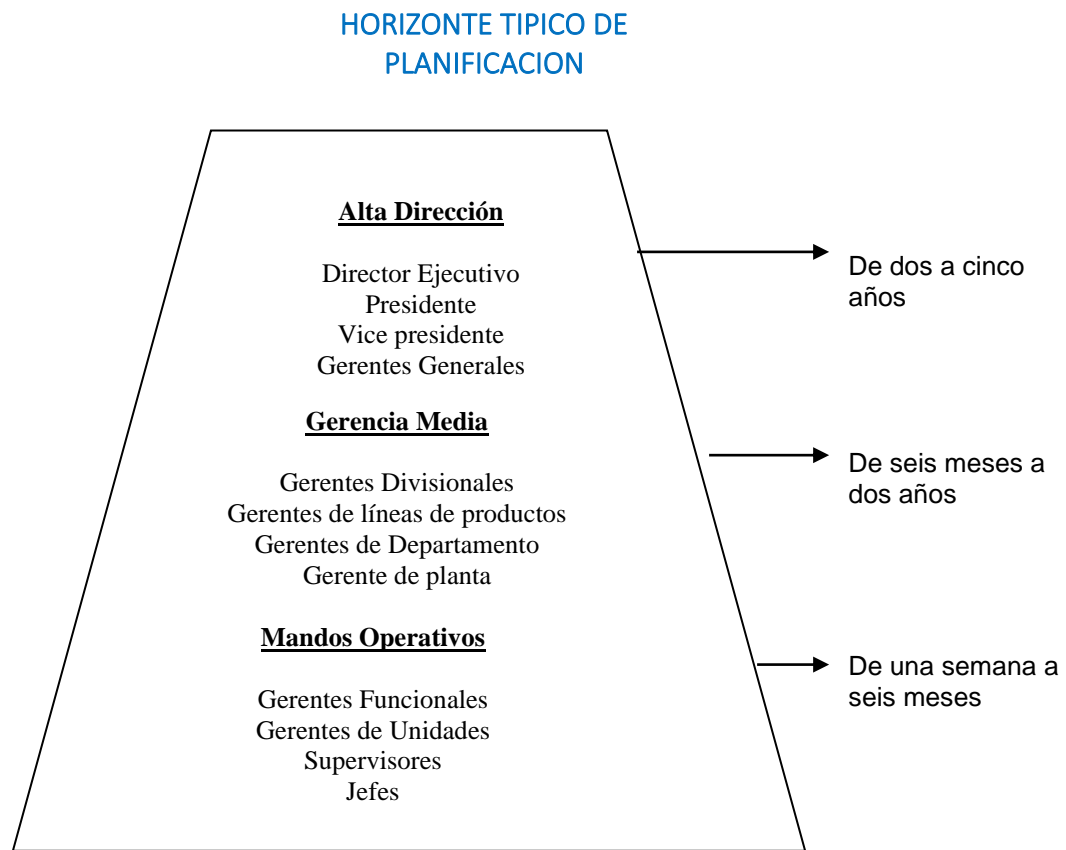 HORIZONTE TIPICO DE
PLANIFICACION
Alta Dirección
Director Ejecutivo
Presidente
Vice presidente
Gerentes Generales
De dos a cinco
años
Gerencia Media
Gerentes Divisionales
Gerentes de líneas de productos
Gerentes de Departamento
Gerente de planta
De seis meses a
dos años
Mandos Operativos
Gerentes Funcionales
Gerentes de Unidades
Supervisores
Jefes
De una semana a
seis meses